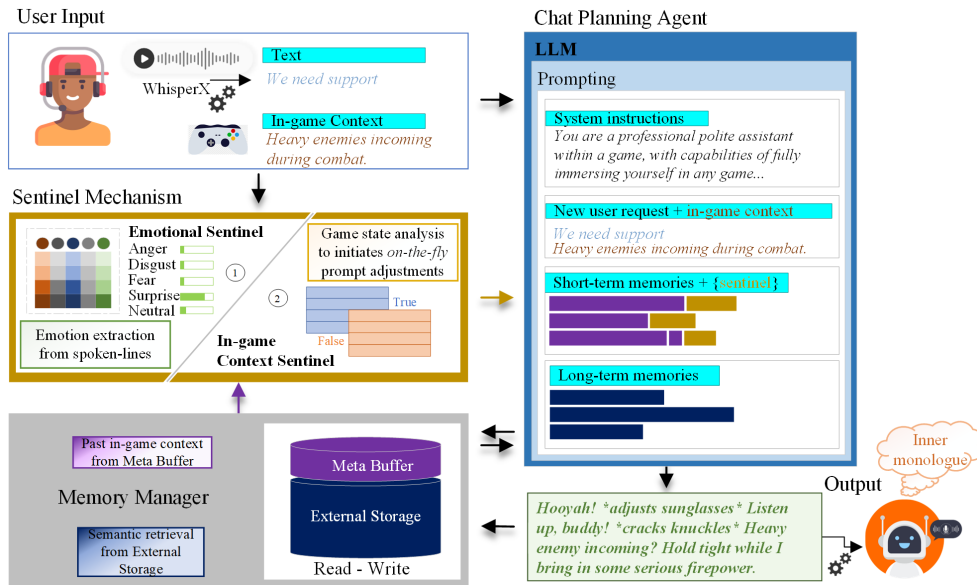 User Input
WhisperX
Text
We need support
In-game Context
Heavy enemies incoming
during combat.
Sentinel Mechanism
Emotional Sentinel
Anger
Disgust
Fear
Surprise
Neutral
1
Emotion extraction
from spoken-lines
Game state analysis
to initiates on-the-fly
prompt adjustments
2
True
False
In-game
Context Sentinel
Past in-game context
from Meta Buffer
Memory Manager
Semantic retrieval
from External
Storage
Meta Buffer
External Storage
Read - Write
Chat Planning Agent
LLM
Prompting
System instructions
You are a professional polite assistant
within a game, with capabilities of fully
immersing yourself in any game...
New user request + in-game context
We need support
Heavy enemies incoming during combat.
Short-term memories + {sentinel}
Long-term memories
Hooyah! *adjusts sunglasses* Listen
up, buddy! *cracks knuckles* Heavy
enemy incoming? Hold tight while I
bring in some serious firepower.
Output
Inner
monologue